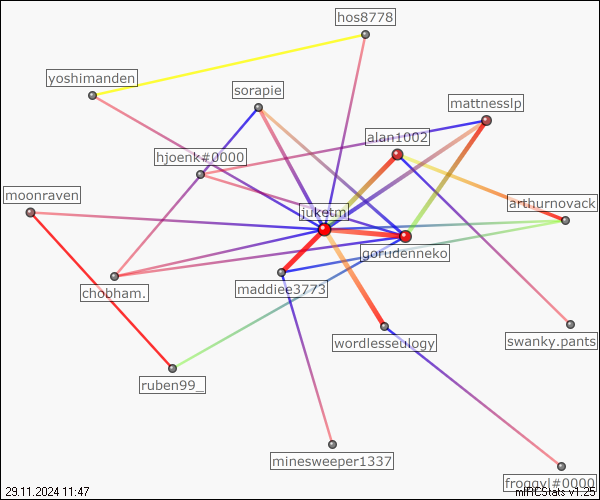 hos8778
yoshimanden
sorapie
mattnesslp
alan1002
hjoenk#0000
moonraven
arthurnovack
juketm
gorudenneko
chobham.
maddiee3773
swanky.pants
wordlesseulogy
ruben99_
minesweeper1337
froggyl#0000
29.11.2024 11:47
mIRCStats v1.25